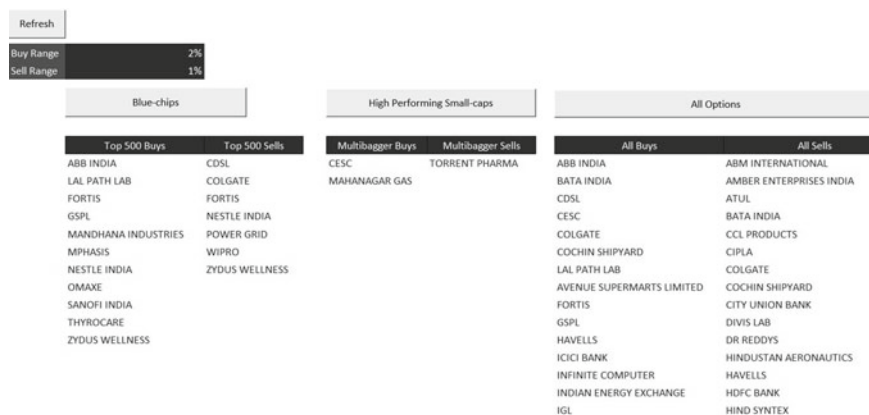 Refresh
Buy Range 2%
Sell Range 1%
Blue-chips High Performing Small-caps All Options
Top 500 Buys Top 500 Sells Multibagger Buys Multibagger Sells All Buys All Sells
ABB INDIA CDSL CESC TORRENT PHARMA ABB INDIA ABM INTERNATIONAL
LAL PATH LAB COLGATE MAHANAGAR GAS BATA INDIA AMBER ENTERPRISES INDIA
FORTIS FORTIS CDSL ATUL
GSPL NESTLE INDIA CESC BATA INDIA
MANDHANA INDUSTRIES POWER GRID COLGATE CCL PRODUCTS
MPHASIS WIPRO COCHIN SHIPYARD CIPLA
NESTLE INDIA ZYDUS WELLNESS LAL PATH LAB COLGATE
OMAXE AVENUE SUPERMARTS LIMITED COCHIN SHIPYARD
SANOFI INDIA FORTIS CITY UNION BANK
THYROCARE GSPL DIVIS LAB
ZYDUS WELLNESS HAVELLS DR REDDYS
ICICI BANK HINDUSTAN AERONAUTICS
INFINITE COMPUTER HAVELLS
INDIAN ENERGY EXCHANGE HDFC BANK
IGL HIND SYNTEX